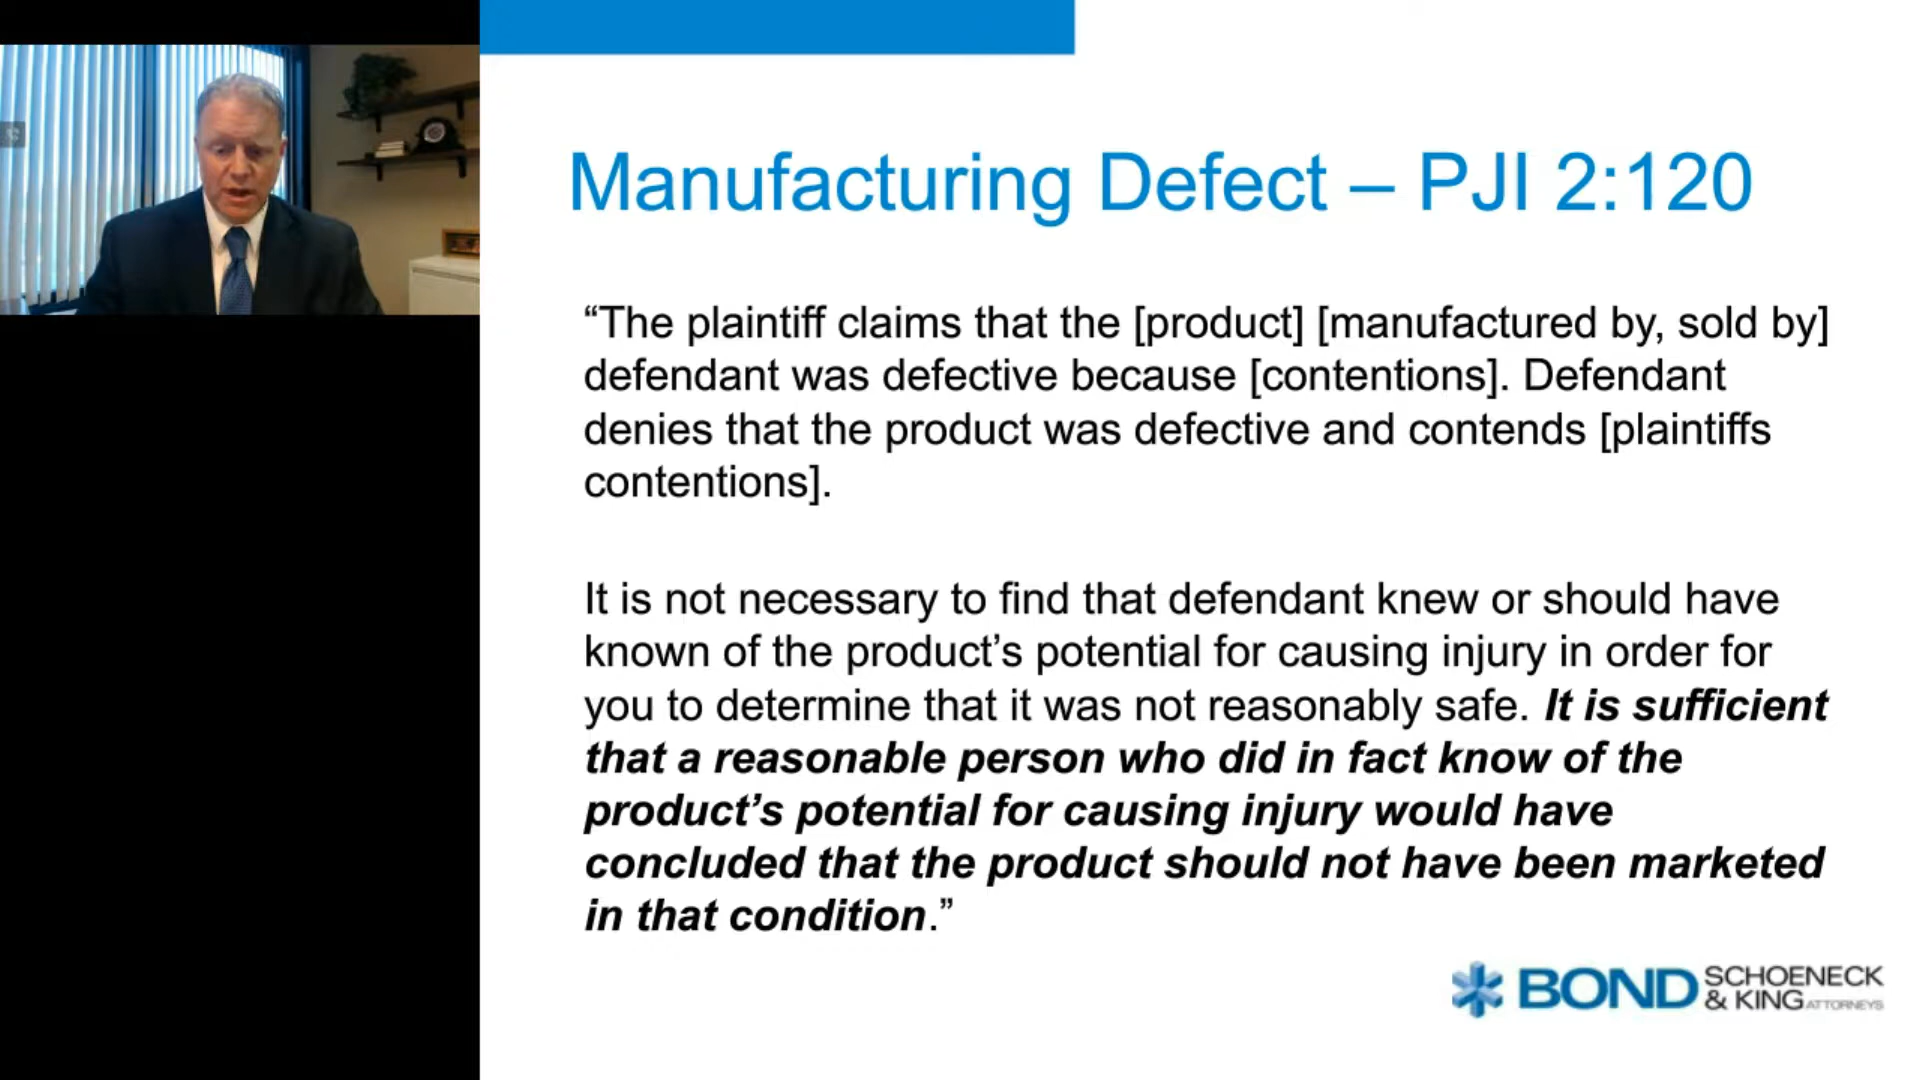 Manufacturing Defect – PJI 2:120
“The plaintiff claims that the [product] [manufactured by, sold by]
defendant was defective because [contentions]. Defendant
denies that the product was defective and contends [plaintiffs
contentions].
It is not necessary to find that defendant knew or should have
known of the product’s potential for causing injury in order for
you to determine that it was not reasonably safe. It is sufficient
that a reasonable person who did in fact know of the
product’s potential for causing injury would have
concluded that the product should not have been marketed
in that condition.”
BOND SCHOENECK
& KING ATTORNEYS